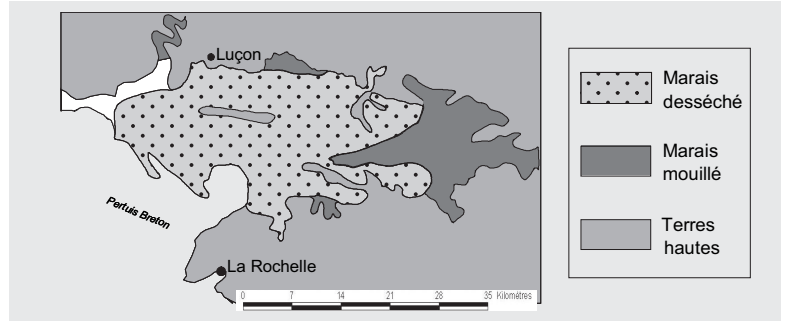 Luçon
Pertuis Breton
La Rochelle
0 7 14 21 28 35 Kilomètres
Marais
desséché
Marais
mouillé
Terres
hautes